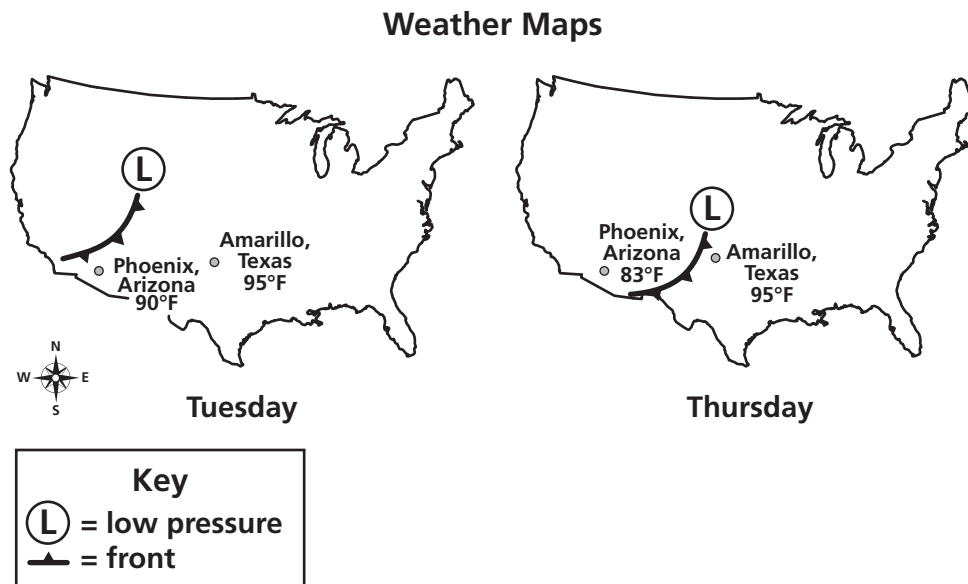 Weather Maps
L
Phoenix,
Arizona
90°F
Amarillo,
Texas
95°F
N
W E
S
Tuesday
L
Phoenix,
Arizona
83°F
Amarillo,
Texas
95°F
Thursday
Key
L = low pressure
= front